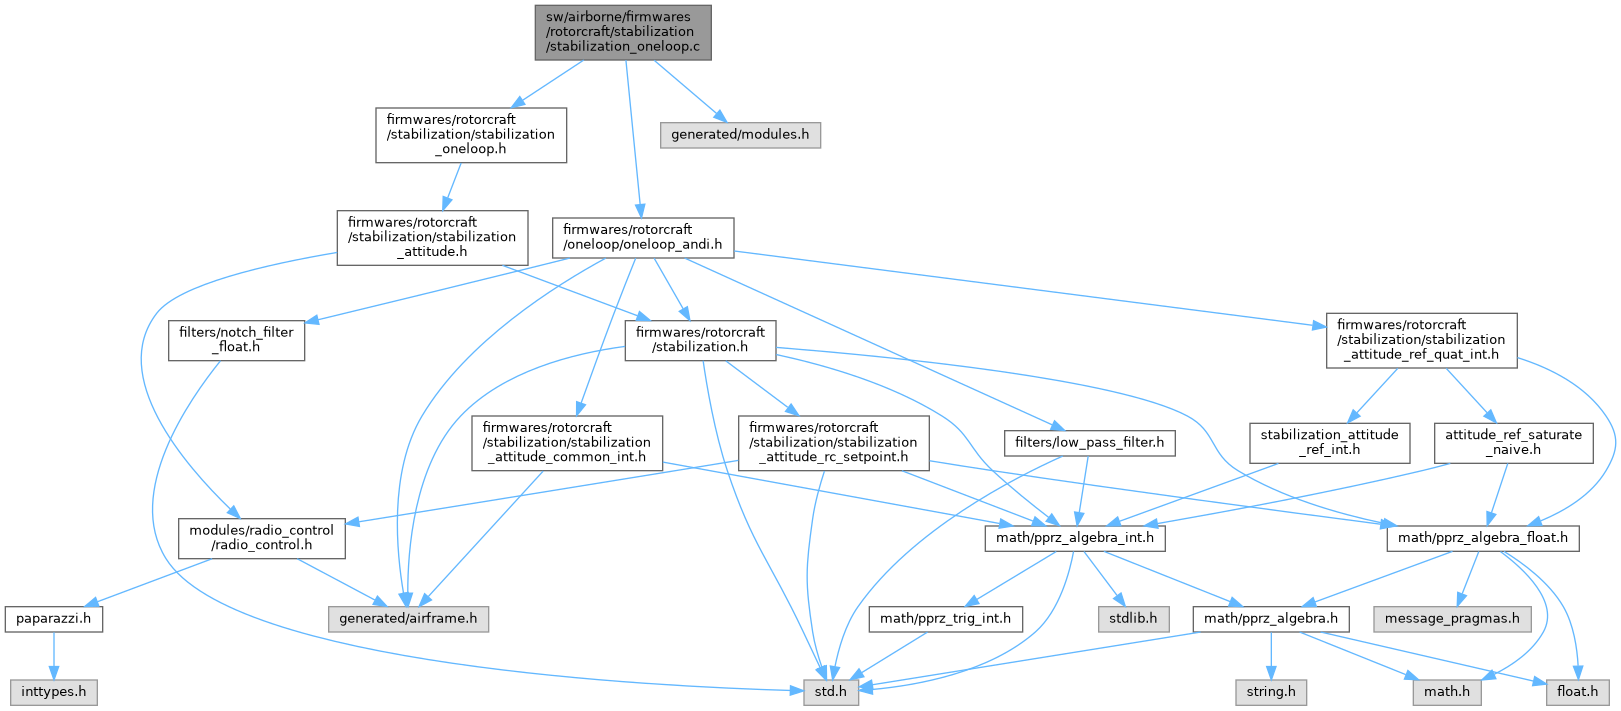 sw/airborne/firmwares
/rotorcraft/stabilization
/stabilization_oneloop.c
firmwares/rotorcraft
/stabilization/stabilization
_oneloop.h
generated/modules.h
firmwares/rotorcraft
/stabilization/stabilization
_attitude.h
firmwares/rotorcraft
/oneloop/oneloop_andi.h
filters/notch_filter
_float.h
firmwares/rotorcraft
/stabilization.h
firmwares/rotorcraft
/stabilization/stabilization
_attitude_ref_quat_int.h
firmwares/rotorcraft
/stabilization/stabilization
_attitude_common_int.h
firmwares/rotorcraft
/stabilization/stabilization
_attitude_rc_setpoint.h
filters/low_pass_filter.h
stabilization_attitude
_ref_int.h
attitude_ref_saturate
_naive.h
modules/radio_control
/radio_control.h
math/pprz_algebra_int.h
math/pprz_algebra_float.h
paparazzi.h
generated/airframe.h
math/pprz_trig_int.h
stdlib.h
math/pprz_algebra.h
message_pragmas.h
inttypes.h
std.h
string.h
math.h
float.h